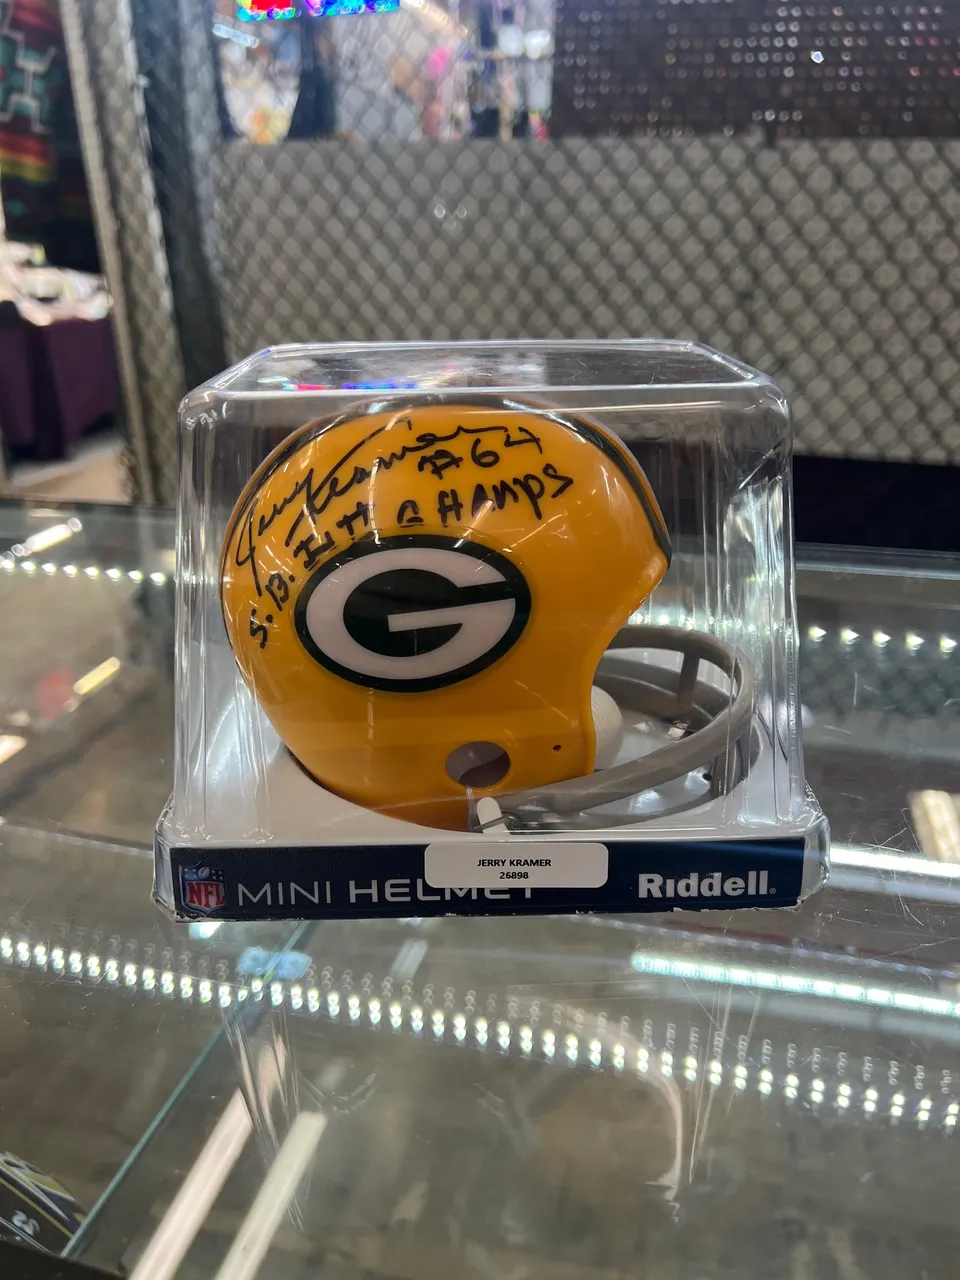 Jerry Kramer
#64
S.B. I+II CHAMPS
G
JERRY KRAMER
26898
NFL MINI HELMET Riddell